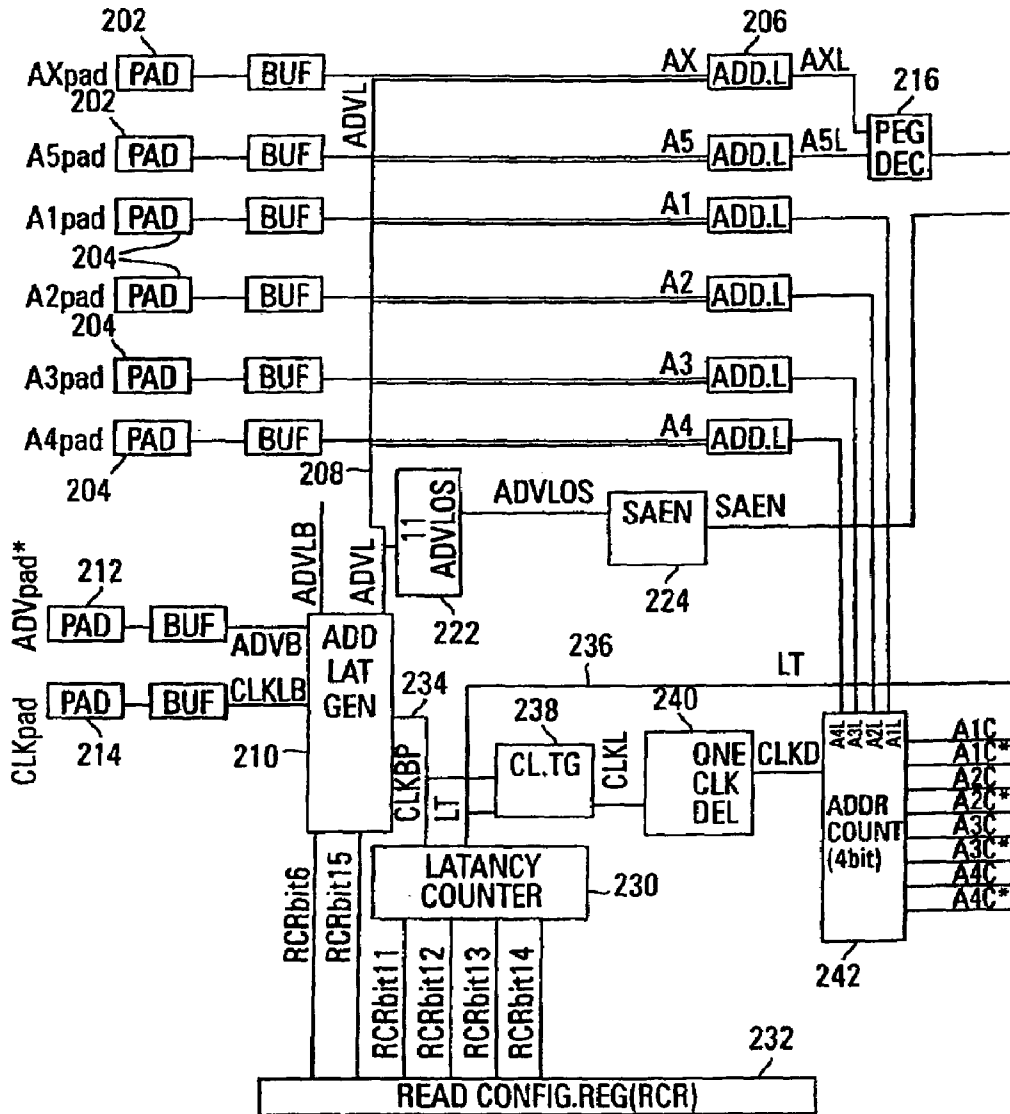 202
206
AXpad PAD BUF AX ADD.L AXL
216
202
ADVL
PEG
DEC.
A5pad PAD BUF A5 ADD.L A5L
A1pad PAD BUF A1 ADD.L
204
A2pad PAD BUF A2 ADD.L
204
A3pad PAD BUF A3 ADD.L
A4pad PAD BUF A4 ADD.L
204
208
11
ADVLOS
ADVLOS
SAEN
SAEN
222
224
ADVLB
ADVL
ADVpad*
212
PAD BUF
ADVB
CLKpad
PAD BUF
CLKLB
214
ADD
LAT
GEN
210
234
236
LT
CLKBP
LT
238
CL.TG
CLKL
240
ONE
CLK
DEL
CLKD
A4L
A3L
A2L
A1L
ADDR
COUNT
(4bit)
242
A1C
A1C*
A2C
A2C*
A3C
A3C*
A4C
A4C*
LATANCY
COUNTER
230
RCRbit6
RCRbit15
RCRbit11
RCRbit12
RCRbit13
RCRbit14
232
READ CONFIG.REG(RCR)